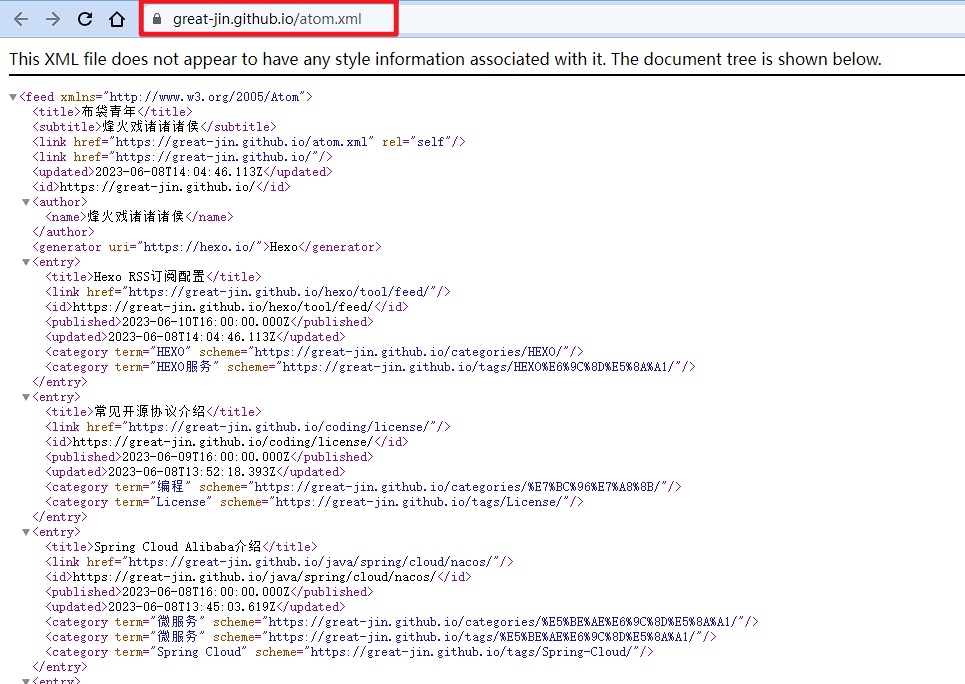 great-jin.github.io/atom.xml
This XML file does not appear to have any style information associated with it. The document tree is shown below.
<feed xmlns="http://www.w3.org/2005/Atom">
<title>布袋青年</title>
<subtitle>烽火戏诸诸诸侯</subtitle>
<link href="https://great-jin.github.io/atom.xml" rel="self"/>
<link href="https://great-jin.github.io/"/>
<updated>2023-06-08T14:04:46.113Z</updated>
<id>https://great-jin.github.io/</id>
<author>
<name>烽火戏诸诸诸侯</name>
</author>
<generator uri="https://hexo.io/">Hexo</generator>
<entry>
<title>Hexo RSS订阅配置</title>
<link href="https://great-jin.github.io/hexo/tool/feed/"/>
<id>https://great-jin.github.io/hexo/tool/feed/</id>
<published>2023-06-10T16:00:00.000Z</published>
<updated>2023-06-08T14:04:46.113Z</updated>
<category term="HEXO" scheme="https://great-jin.github.io/categories/HEXO/"/>
<category term="HEXO服务" scheme="https://great-jin.github.io/tags/HEXO%E6%9C%8D%E5%8A%A1/"/>
</entry>
<entry>
<title>常见开源协议介绍</title>
<link href="https://great-jin.github.io/coding/license/"/>
<id>https://great-jin.github.io/coding/license/</id>
<published>2023-06-09T16:00:00.000Z</published>
<updated>2023-06-08T13:52:18.393Z</updated>
<category term="编程" scheme="https://great-jin.github.io/categories/%E7%BC%96%E7%A8%8B/"/>
<category term="License" scheme="https://great-jin.github.io/tags/License/"/>
</entry>
<entry>
<title>Spring Cloud Alibaba介绍</title>
<link href="https://great-jin.github.io/java/spring/cloud/nacos/"/>
<id>https://great-jin.github.io/java/spring/cloud/nacos/</id>
<published>2023-06-08T16:00:00.000Z</published>
<updated>2023-06-08T13:45:03.619Z</updated>
<category term="微服务" scheme="https://great-jin.github.io/categories/%E5%BE%AE%E6%9C%8D%E5%8A%A1/"/>
<category term="微服务" scheme="https://great-jin.github.io/tags/%E5%BE%AE%E6%9C%8D%E5%8A%A1/"/>
<category term="Spring Cloud" scheme="https://great-jin.github.io/tags/Spring-Cloud/"/>
</entry>
<entry>